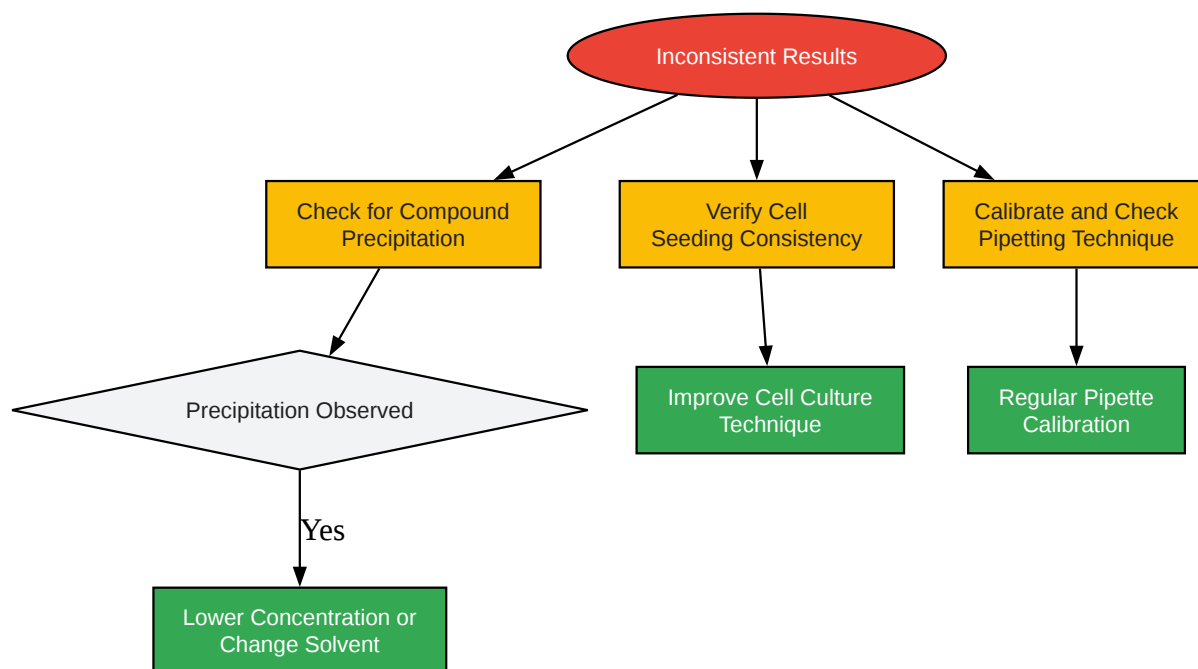 Inconsistent Results
Check for Compound
Precipitation
Verify Cell
Seeding Consistency
Calibrate and Check
Pipetting Technique
Precipitation Observed
Improve Cell Culture
Technique
Regular Pipette
Calibration
Yes
Lower Concentration or
Change Solvent